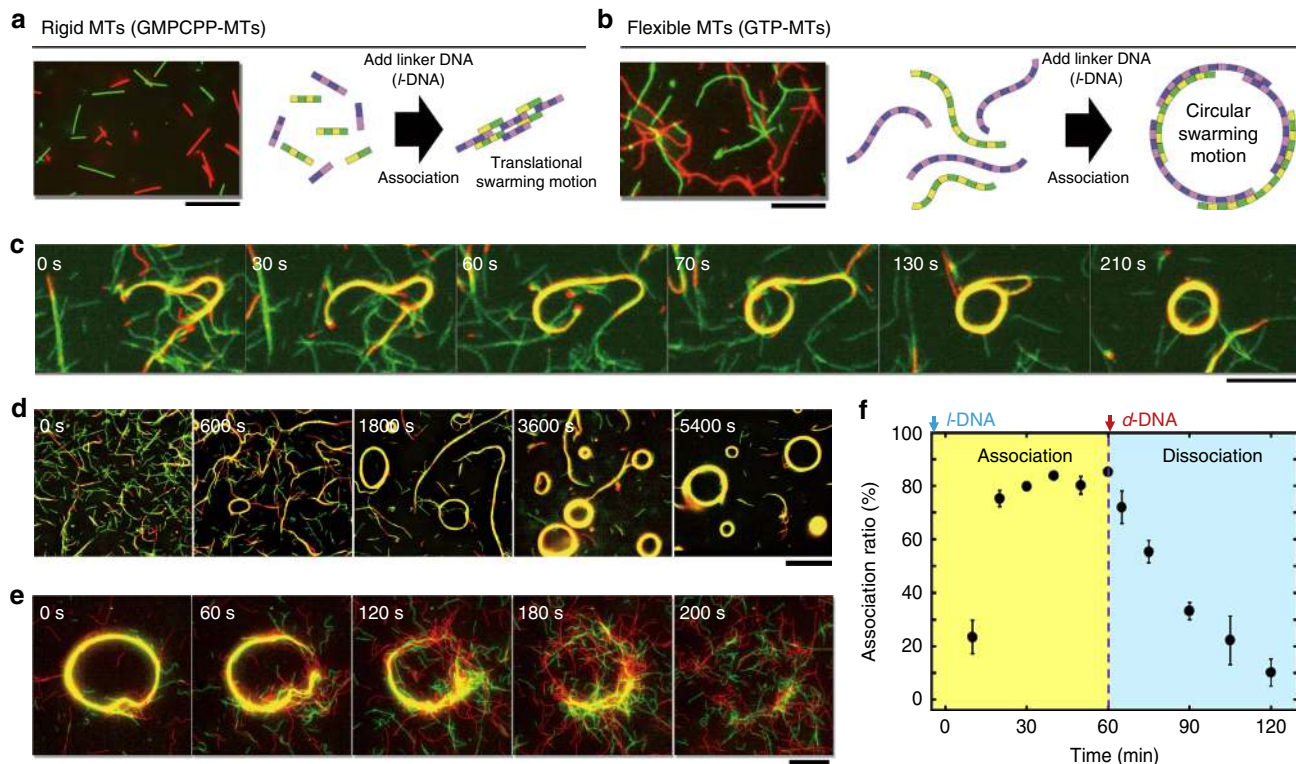 a Rigid MTs (GMPCPP-MTs)
Add linker DNA
(l-DNA)
Association
Translational
swarming motion
b Flexible MTs (GTP-MTs)
Add linker DNA
(l-DNA)
Association
Circular
swarming
motion
c
0 s 30 s 60 s 70 s 130 s 210 s
d
0 s 600 s 1800 s 3600 s 5400 s
e
0 s 60 s 120 s 180 s 200 s
f
l-DNA d-DNA
Association Dissociation
Association ratio (%)
100
80
60
40
20
0
0 30 60 90 120
Time (min)